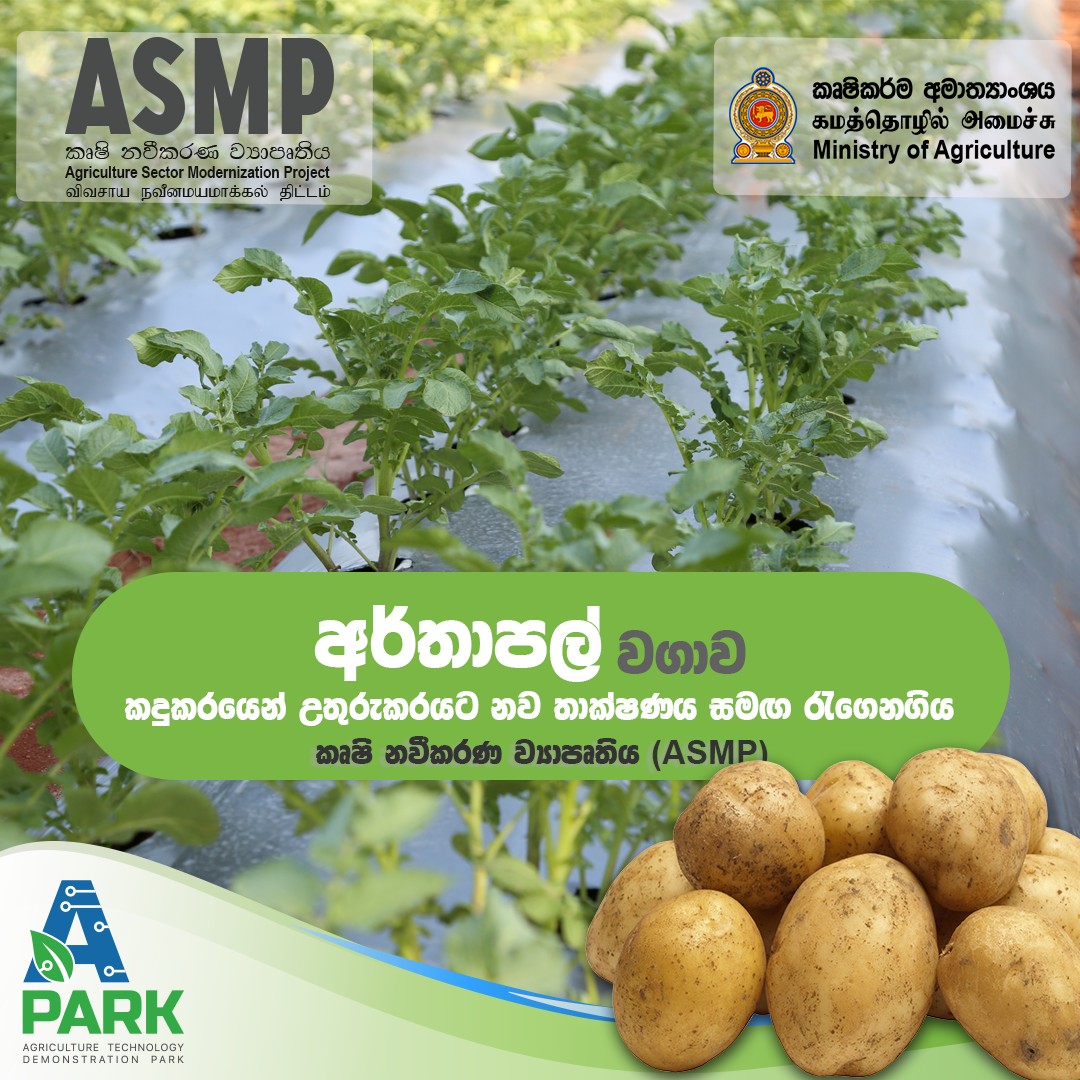 ASMP
කෘෂි නවීකරණ ව්‍යාපෘතිය
Agriculture Sector Modernization Project
விவசாய நவீனமயமாக்கல் திட்டம்
කෘෂිකර්ම අමාත්‍යාංශය
கமத்தொழில் அமைச்சு
Ministry of Agriculture
අර්තාපල් වගාව
කදුකරයෙන් උතුරුකරයට නව තාක්ෂණය සමඟ රැගෙනගිය
කෘෂි නවීකරණ ව්‍යාපෘතිය (ASMP)
A
PARK
AGRICULTURE TECHNOLOGY
DEMONSTRATION PARK